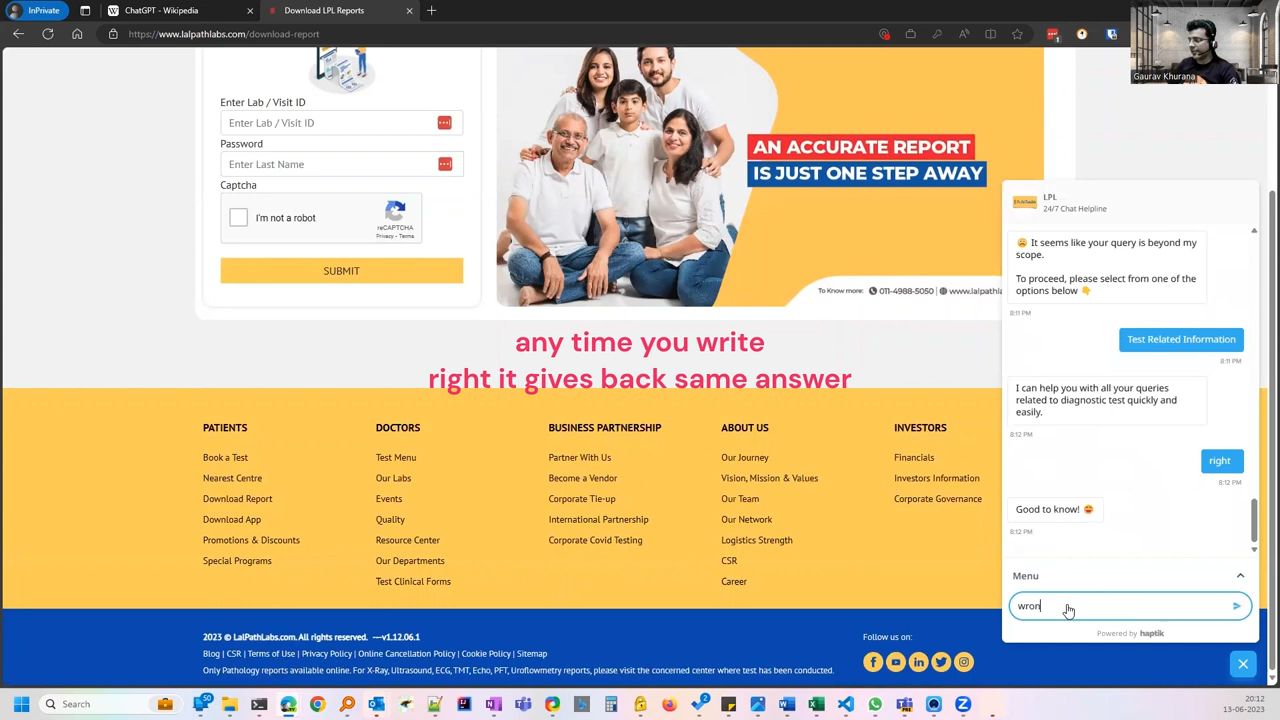 InPrivate
ChatGPT - Wikipedia
Download LPL Reports
https://www.lalpathlabs.com/download-report
Gaurav Khurana
Enter Lab / Visit ID
Enter Lab / Visit ID
Password
Enter Last Name
Captcha
I'm not a robot
reCAPTCHA
Privacy - Terms
SUBMIT
AN ACCURATE REPORT
IS JUST ONE STEP AWAY
To Know more: 011-4988-5050 | www.lalpathla
any time you write
right it gives back same answer
LPL
24/7 Chat Helpline
It seems like your query is beyond my
scope.
To proceed, please select from one of the
options below
8:11 PM
Test Related Information
8:11 PM
I can help you with all your queries
related to diagnostic test quickly and
easily.
8:12 PM
right
8:12 PM
Good to know!
8:12 PM
Menu
wron
Powered by haptik
PATIENTS
Book a Test
Nearest Centre
Download Report
Download App
Promotions & Discounts
Special Programs
DOCTORS
Test Menu
Our Labs
Events
Quality
Resource Center
Our Departments
Test Clinical Forms
BUSINESS PARTNERSHIP
Partner With Us
Become a Vendor
Corporate Tie-up
International Partnership
Corporate Covid Testing
ABOUT US
Our Journey
Vision, Mission & Values
Our Team
Our Network
Logistics Strength
CSR
Career
INVESTORS
Financials
Investors Information
Corporate Governance
2023 © LalPathLabs.com. All rights reserved. ---v1.12.06.1
Blog | CSR | Terms of Use | Privacy Policy | Online Cancellation Policy | Cookie Policy | Sitemap
Only Pathology reports available online. For X-Ray, Ultrasound, ECG, TMT, Echo, PFT, Uroflowmetry reports, please visit the concerned center where test has been conducted.
Follow us on:
Search
20:12
13-06-2023